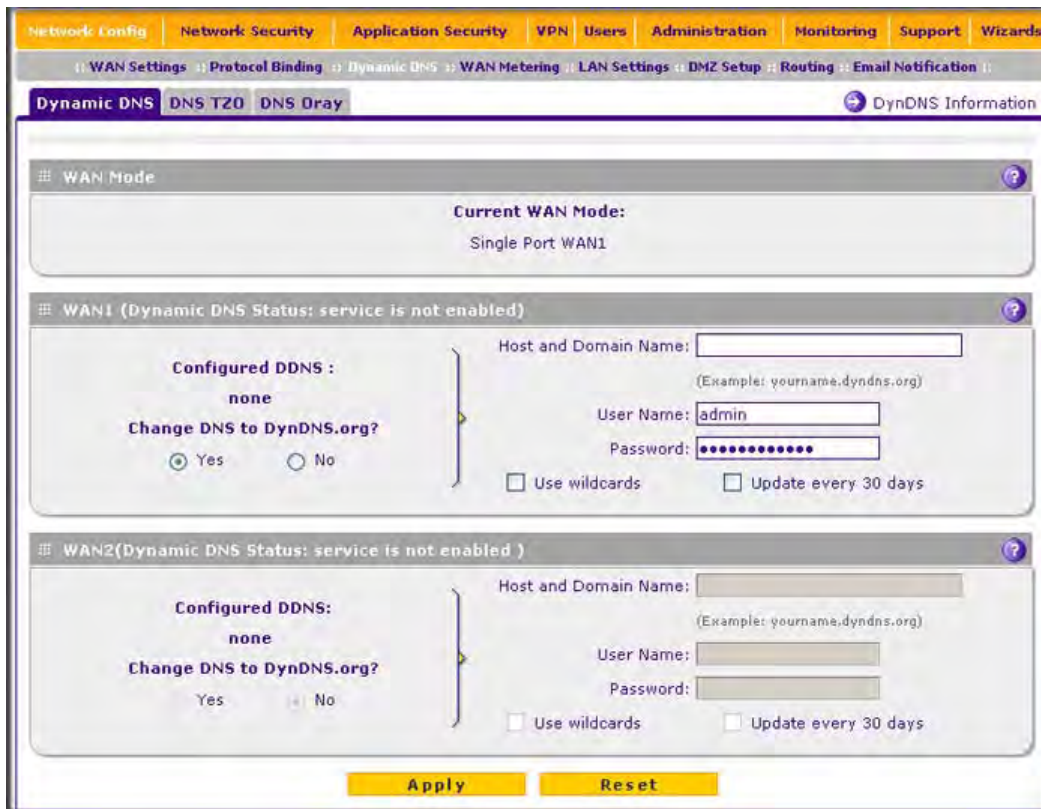 Network Config Network Security Application Security VPN Users Administration Monitoring Support Wizards
:: WAN Settings :: Protocol Binding :: Dynamic DNS :: WAN Metering :: LAN Settings :: DMZ Setup :: Routing :: Email Notification ::
Dynamic DNS DNS TZO DNS Oray DynDNS Information
WAN Mode ?
Current WAN Mode:
Single Port WAN1
WAN1 (Dynamic DNS Status: service is not enabled) ?
Configured DDNS :
none
Change DNS to DynDNS.org?
Yes No
Host and Domain Name:
(Example: yourname.dyndns.org)
User Name: admin
Password: •••••••••••••
Use wildcards Update every 30 days
WAN2(Dynamic DNS Status: service is not enabled ) ?
Configured DDNS:
none
Change DNS to DynDNS.org?
Yes No
Host and Domain Name:
(Example: yourname.dyndns.org)
User Name:
Password:
Use wildcards Update every 30 days
Apply Reset